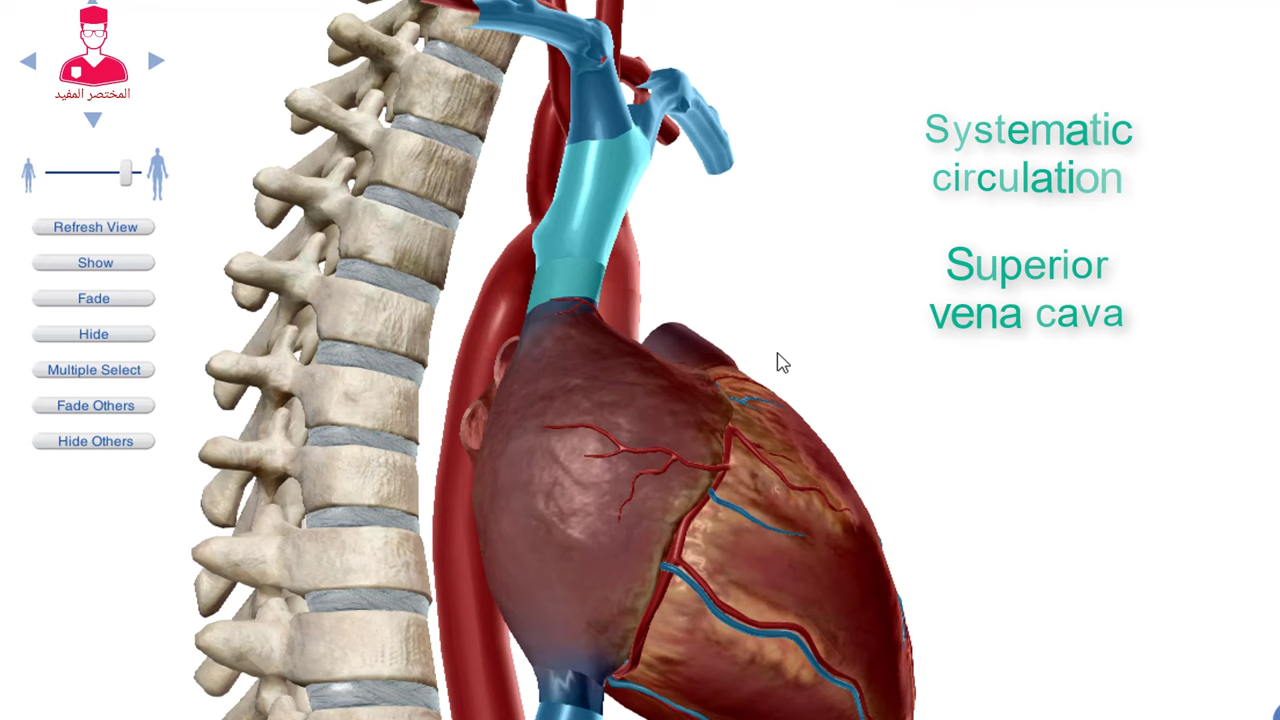 المختصر المفيد
Refresh View
Show
Fade
Hide
Multiple Select
Fade Others
Hide Others
Systematic
circulation
Superior
vena cava